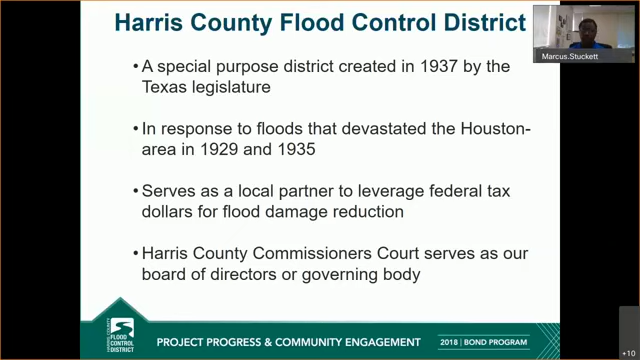 Harris County Flood Control District
• A special purpose district created in 1937 by the
Texas legislature
• In response to floods that devastated the Houston-
area in 1929 and 1935
• Serves as a local partner to leverage federal tax
dollars for flood damage reduction
• Harris County Commissioners Court serves as our
board of directors or governing body
HARRIS COUNTY
FLOOD
CONTROL
DISTRICT
PROJECT PROGRESS & COMMUNITY ENGAGEMENT
2018 | BOND PROGRAM
Marcus.Stuckett
+10